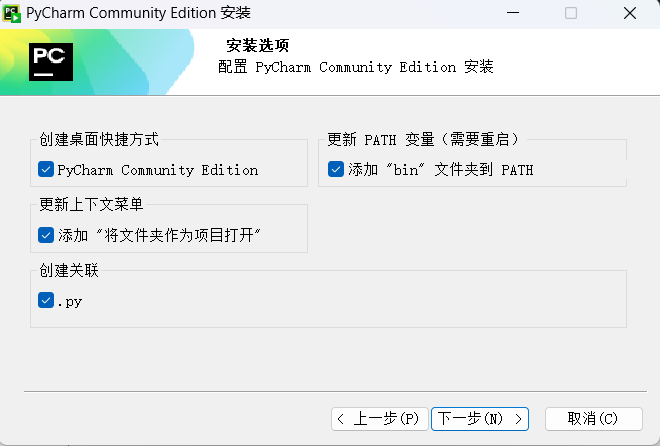 PyCharm Community Edition 安装
PC
安装选项
配置 PyCharm Community Edition 安装
创建桌面快捷方式
PyCharm Community Edition
更新 PATH 变量（需要重启）
添加 "bin" 文件夹到 PATH
更新上下文菜单
添加 "将文件夹作为项目打开"
创建关联
.py
< 上一步(P)
下一步(N) >
取消(C)